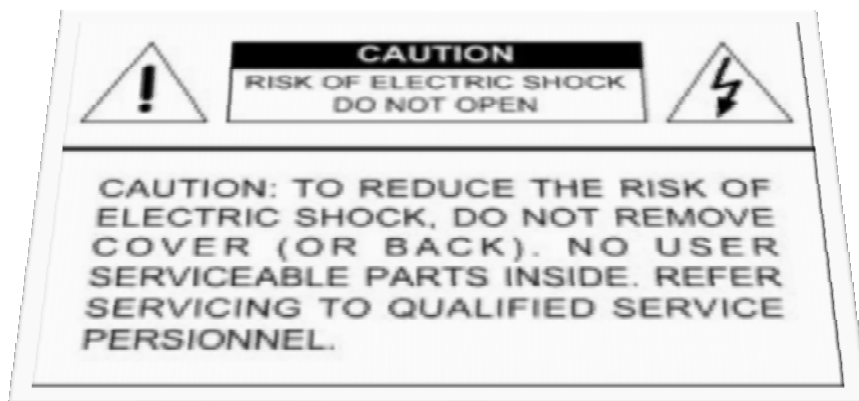 CAUTION
RISK OF ELECTRIC SHOCK
DO NOT OPEN
CAUTION: TO REDUCE THE RISK OF
ELECTRIC SHOCK, DO NOT REMOVE
COVER (OR BACK). NO USER
SERVICEABLE PARTS INSIDE. REFER
SERVICING TO QUALIFIED SERVICE
PERSIONNEL.